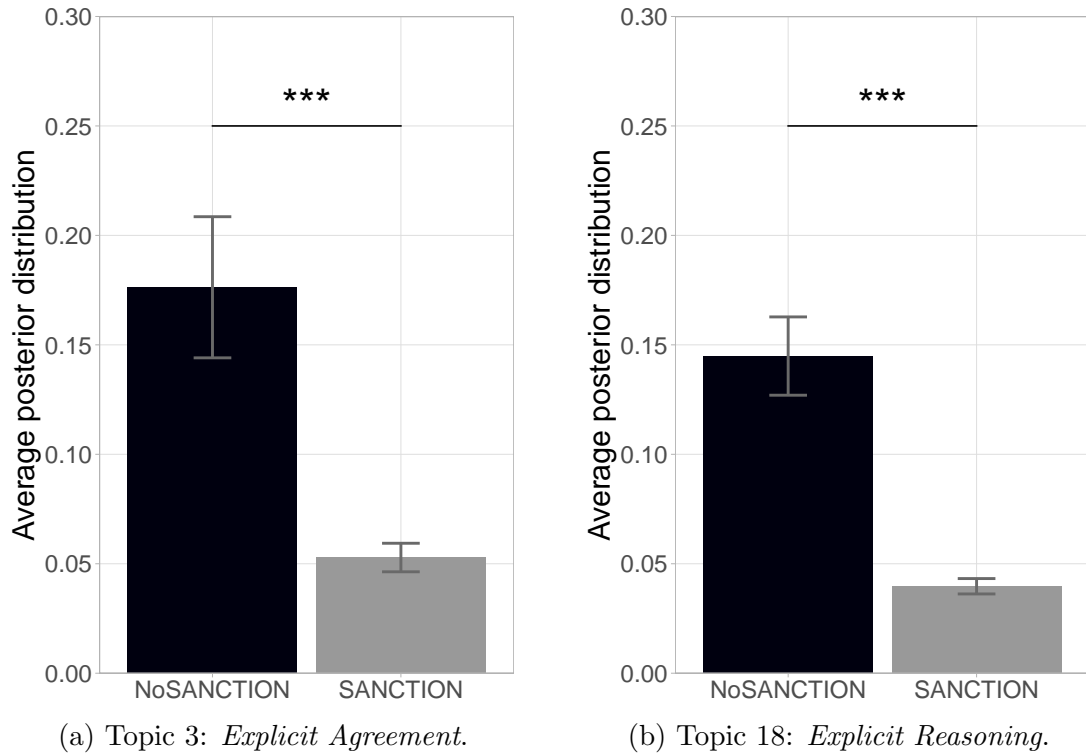 Average posterior distribution
0.30
0.25
0.20
0.15
0.10
0.05
0.00
***
NoSANCTION SANCTION
(a) Topic 3: Explicit Agreement.
Average posterior distribution
0.30
0.25
0.20
0.15
0.10
0.05
0.00
***
NoSANCTION SANCTION
(b) Topic 18: Explicit Reasoning.